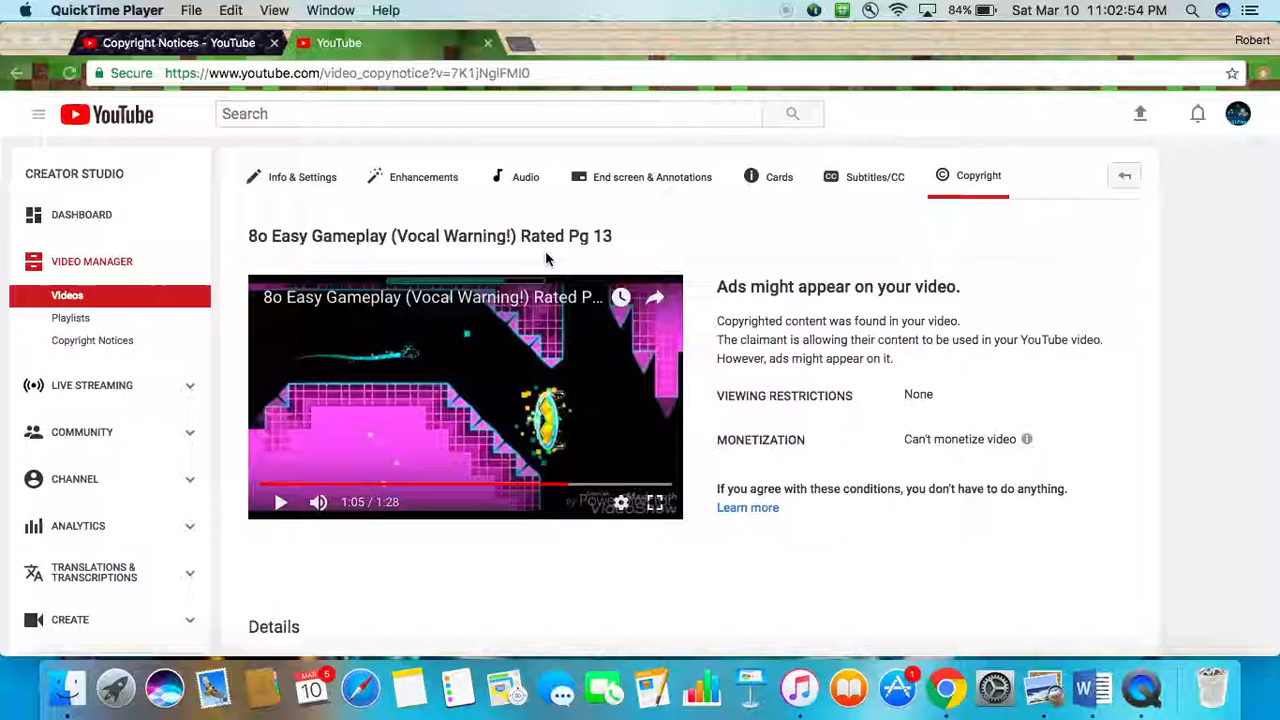 QuickTime Player File Edit View Window Help 84% Sat Mar 10 11:02:54 PM
Copyright Notices - YouTube YouTube Robert
Secure https://www.youtube.com/video_copynotice?v=7K1jNgIFMI0
YouTube Search
CREATOR STUDIO
DASHBOARD
VIDEO MANAGER
Videos
Playlists
Copyright Notices
LIVE STREAMING
COMMUNITY
CHANNEL
ANALYTICS
TRANSLATIONS &
TRANSCRIPTIONS
CREATE
Info & Settings Enhancements Audio End screen & Annotations Cards CC Subtitles/CC Copyright
8o Easy Gameplay (Vocal Warning!) Rated Pg 13
8o Easy Gameplay (Vocal Warning!) Rated P...
1:05 / 1:28
Ads might appear on your video.
Copyrighted content was found in your video.
The claimant is allowing their content to be used in your YouTube video.
However, ads might appear on it.
VIEWING RESTRICTIONS None
MONETIZATION Can't monetize video
If you agree with these conditions, you don't have to do anything.
Learn more
Details
MAR 10 5
1
W